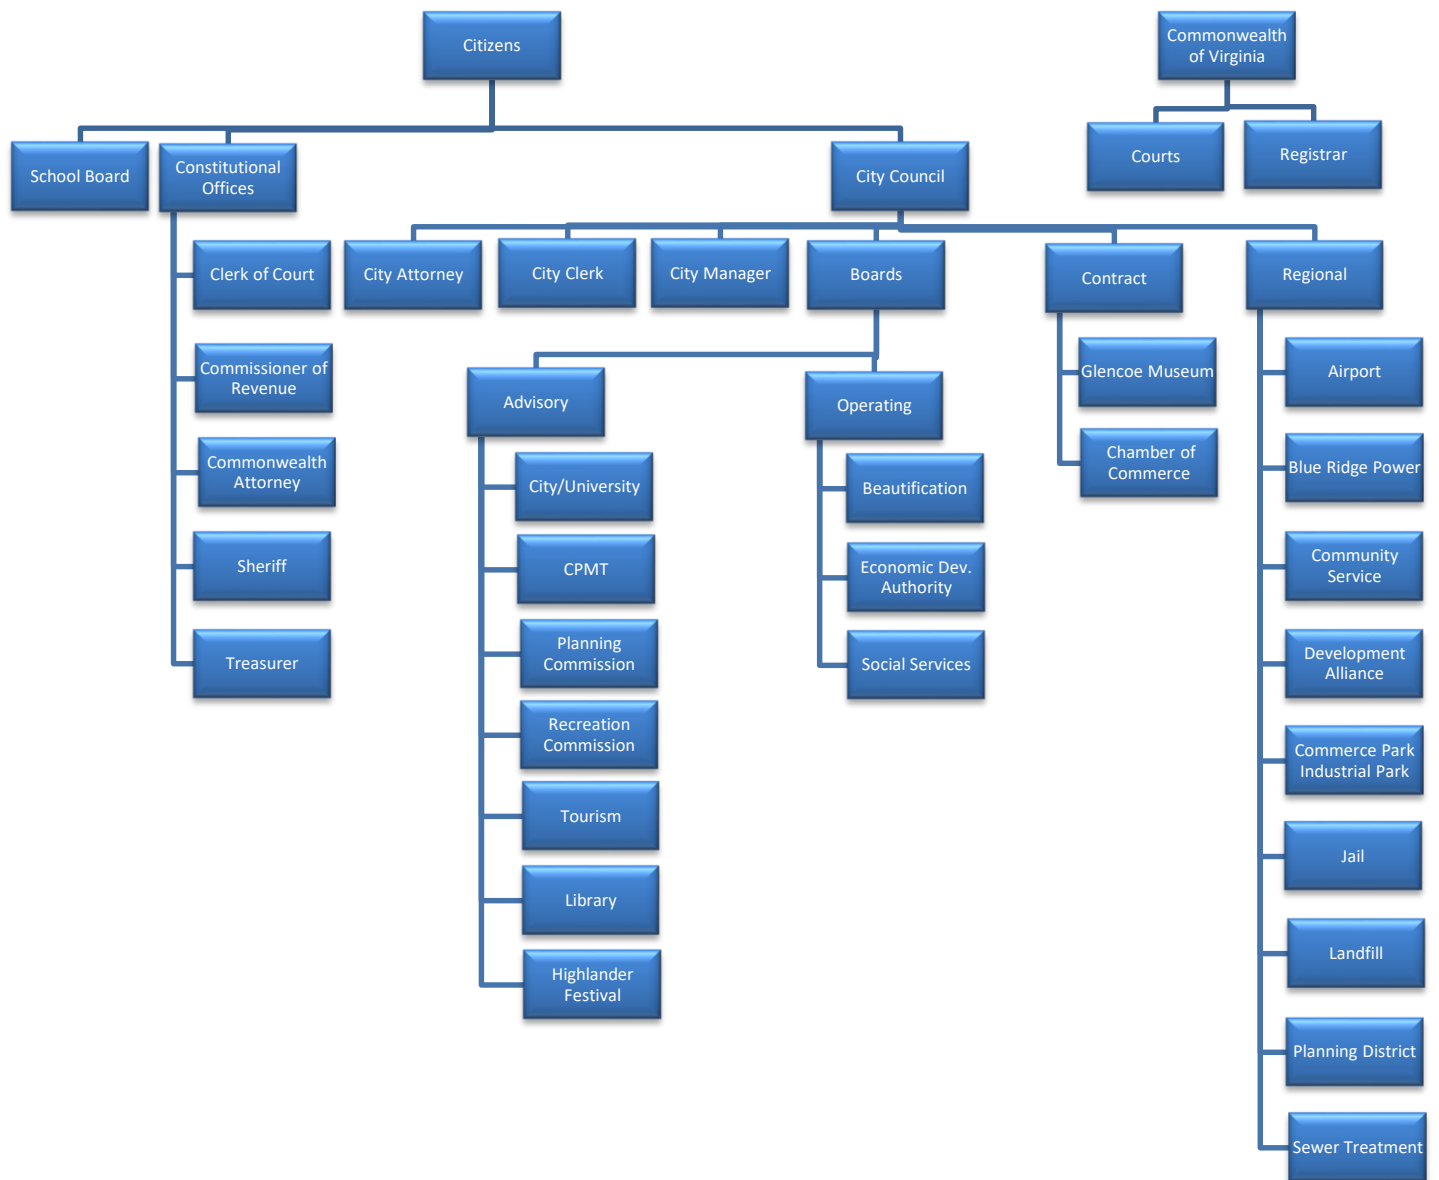 Citizens
Commonwealth
of Virginia
School Board
Constitutional
Offices
City Council
Courts
Registrar
Clerk of Court
City Attorney
City Clerk
City Manager
Boards
Contract
Regional
Commissioner of
Revenue
Commonwealth
Attorney
Sheriff
Treasurer
Advisory
City/University
CPMT
Planning
Commission
Recreation
Commission
Tourism
Library
Highlander
Festival
Operating
Beautification
Economic Dev.
Authority
Social Services
Glencoe Museum
Chamber of
Commerce
Airport
Blue Ridge Power
Community
Service
Development
Alliance
Commerce Park
Industrial Park
Jail
Landfill
Planning District
Sewer Treatment